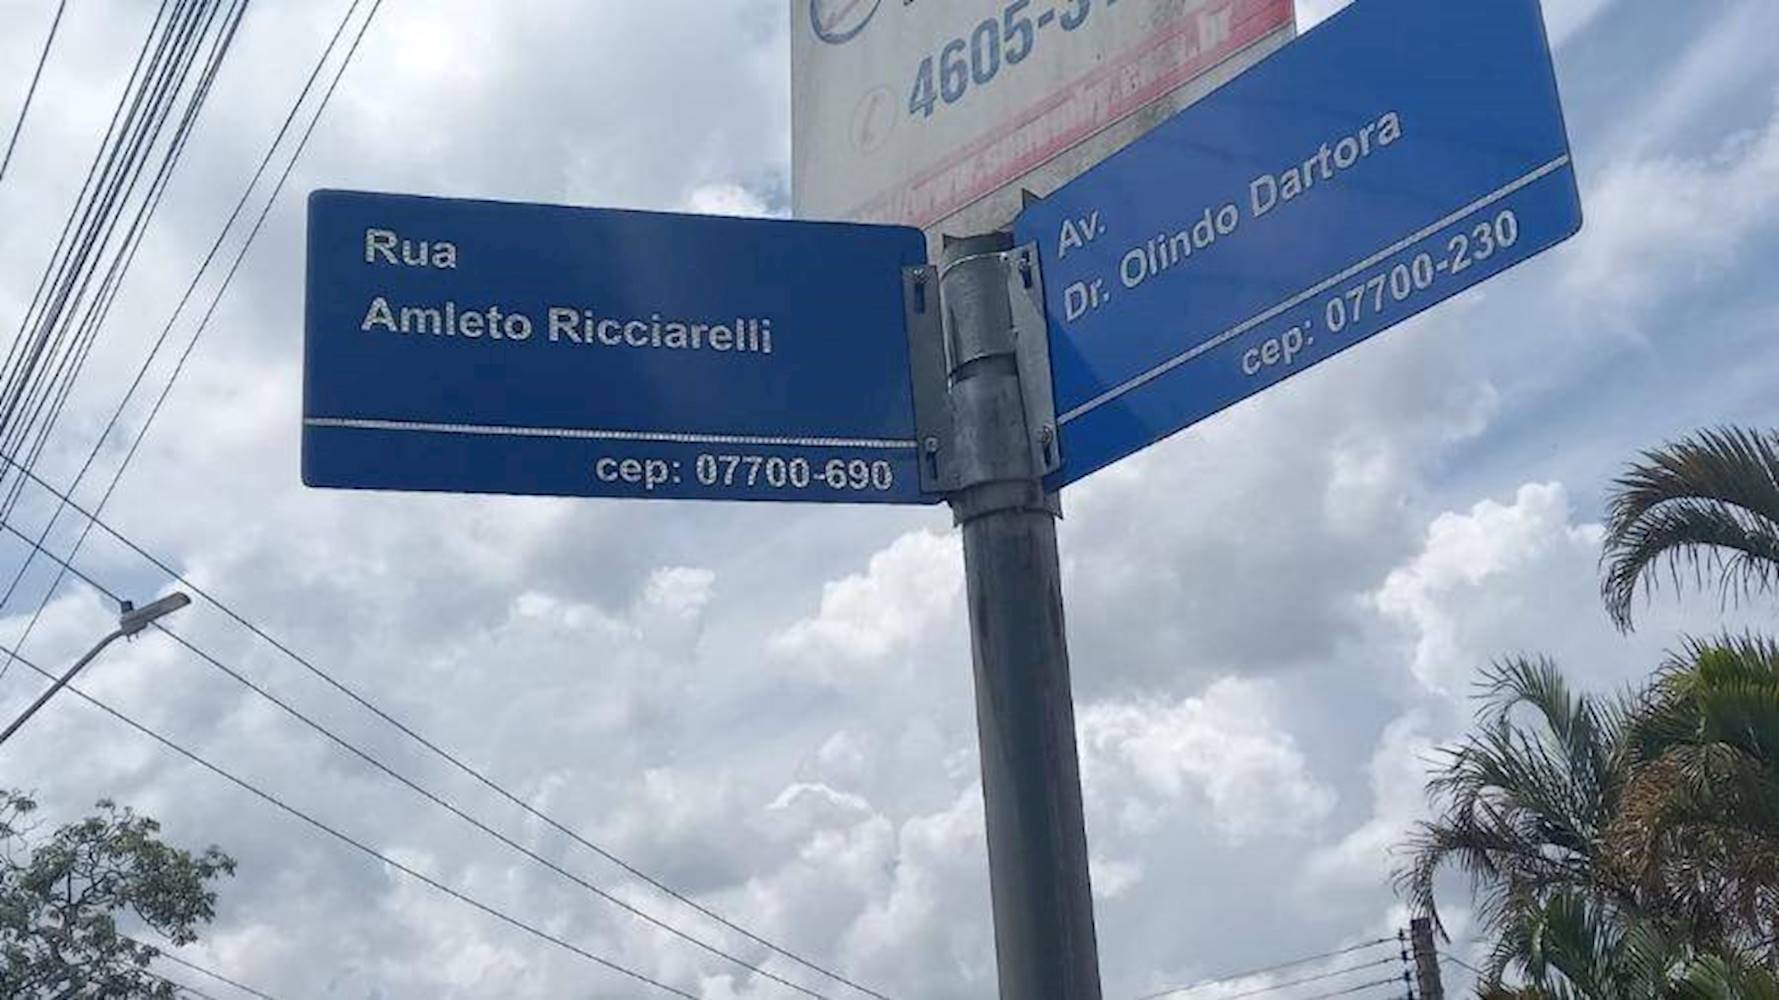 4605-3
Rua
Amleto Ricciarelli
cep: 07700-690
Av.
Dr. Olindo Dartora
cep: 07700-230